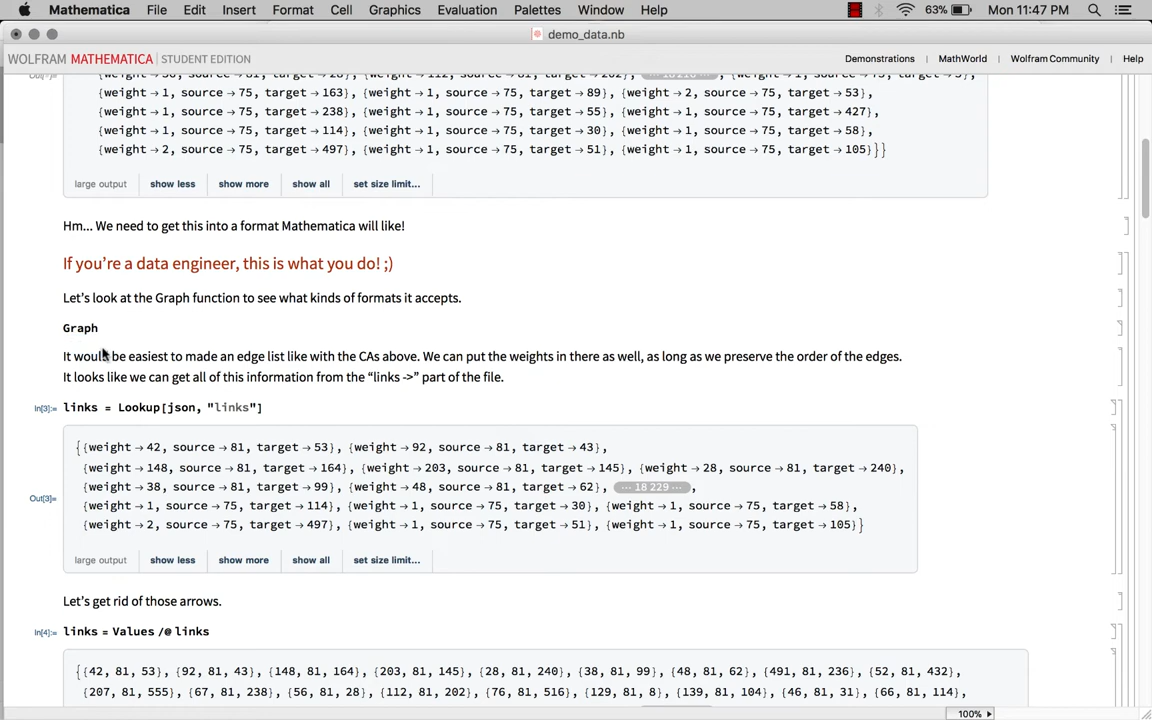 Mathematica File Edit Insert Format Cell Graphics Evaluation Palettes Window Help 63% Mon 11:47 PM
demo_data.nb
WOLFRAM MATHEMATICA | STUDENT EDITION Demonstrations | MathWorld | Wolfram Community | Help
{weight → 1, source → 75, target → 163}, {weight → 1, source → 75, target → 89}, {weight → 2, source → 75, target → 53},
{weight → 1, source → 75, target → 238}, {weight → 1, source → 75, target → 55}, {weight → 1, source → 75, target → 427},
{weight → 1, source → 75, target → 114}, {weight → 1, source → 75, target → 30}, {weight → 1, source → 75, target → 58},
{weight → 2, source → 75, target → 497}, {weight → 1, source → 75, target → 51}, {weight → 1, source → 75, target → 105}}}
large output show less show more show all set size limit...
Hm... We need to get this into a format Mathematica will like!
If you're a data engineer, this is what you do! ;)
Let's look at the Graph function to see what kinds of formats it accepts.
Graph
It would be easiest to made an edge list like with the CAs above. We can put the weights in there as well, as long as we preserve the order of the edges.
It looks like we can get all of this information from the “links ->” part of the file.
In[3]:= links = Lookup[json, "links"]
{{weight → 42, source → 81, target → 53}, {weight → 92, source → 81, target → 43},
{weight → 148, source → 81, target → 164}, {weight → 203, source → 81, target → 145}, {weight → 28, source → 81, target → 240},
{weight → 38, source → 81, target → 99}, {weight → 48, source → 81, target → 62}, ... 18 229 ... ,
Out[3]=
{weight → 1, source → 75, target → 114}, {weight → 1, source → 75, target → 30}, {weight → 1, source → 75, target → 58},
{weight → 2, source → 75, target → 497}, {weight → 1, source → 75, target → 51}, {weight → 1, source → 75, target → 105}}
large output show less show more show all set size limit...
Let's get rid of those arrows.
In[4]:= links = Values /@ links
{{42, 81, 53}, {92, 81, 43}, {148, 81, 164}, {203, 81, 145}, {28, 81, 240}, {38, 81, 99}, {48, 81, 62}, {491, 81, 236}, {52, 81, 432},
{207, 81, 555}, {67, 81, 238}, {56, 81, 28}, {112, 81, 202}, {76, 81, 516}, {129, 81, 8}, {139, 81, 104}, {46, 81, 31}, {66, 81, 114},
100%